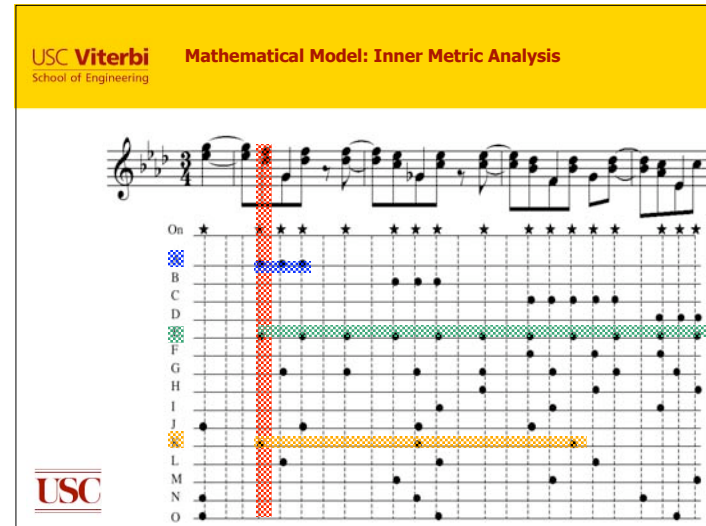 USC Viterbi
School of Engineering
Mathematical Model: Inner Metric Analysis
3
4
On
B
C
D
E
F
G
H
I
J
K
L
M
N
O
USC